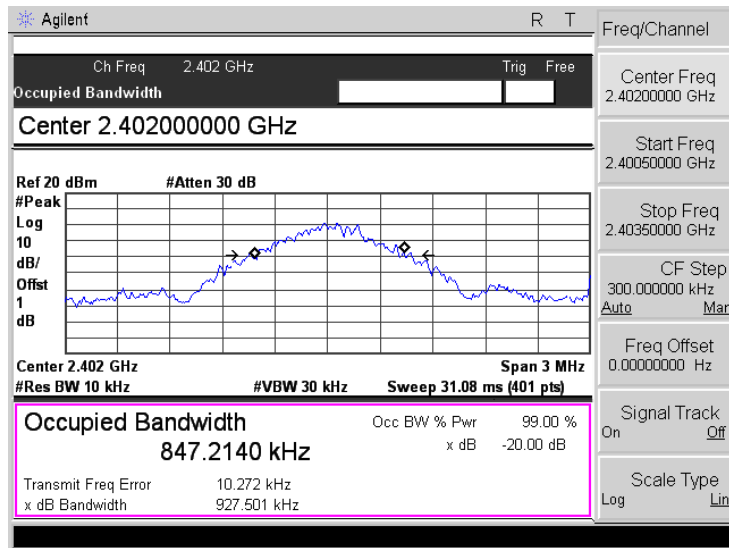 Agilent R T
Ch Freq 2.402 GHz Trig Free
Occupied Bandwidth
Center 2.402000000 GHz
Ref 20 dBm #Atten 30 dB
#Peak
Log
10
dB/
Offst
1
dB
Center 2.402 GHz Span 3 MHz
#Res BW 10 kHz #VBW 30 kHz Sweep 31.08 ms (401 pts)
Occupied Bandwidth Occ BW % Pwr 99.00 %
847.2140 kHz x dB -20.00 dB
Transmit Freq Error 10.272 kHz
x dB Bandwidth 927.501 kHz
Freq/Channel
Center Freq
2.40200000 GHz
Start Freq
2.40050000 GHz
Stop Freq
2.40350000 GHz
CF Step
300.000000 kHz
Auto Man
Freq Offset
0.00000000 Hz
Signal Track
On Off
Scale Type
Log Lin